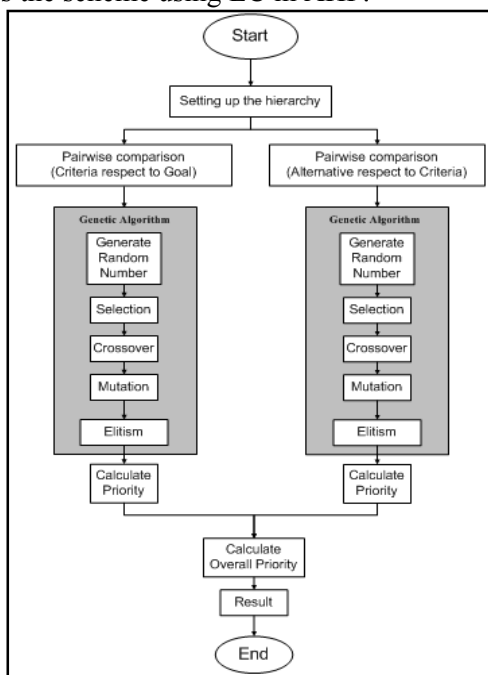 s the scheme using EC in AHP.
Start
Setting up the hierarchy
Pairwise comparison
(Criteria respect to Goal)
Pairwise comparison
(Alternative respect to Criteria)
Genetic Algorithm
Generate
Random
Number
Selection
Crossover
Mutation
Elitism
Calculate
Priority
Genetic Algorithm
Generate
Random
Number
Selection
Crossover
Mutation
Elitism
Calculate
Priority
Calculate
Overall Priority
Result
End